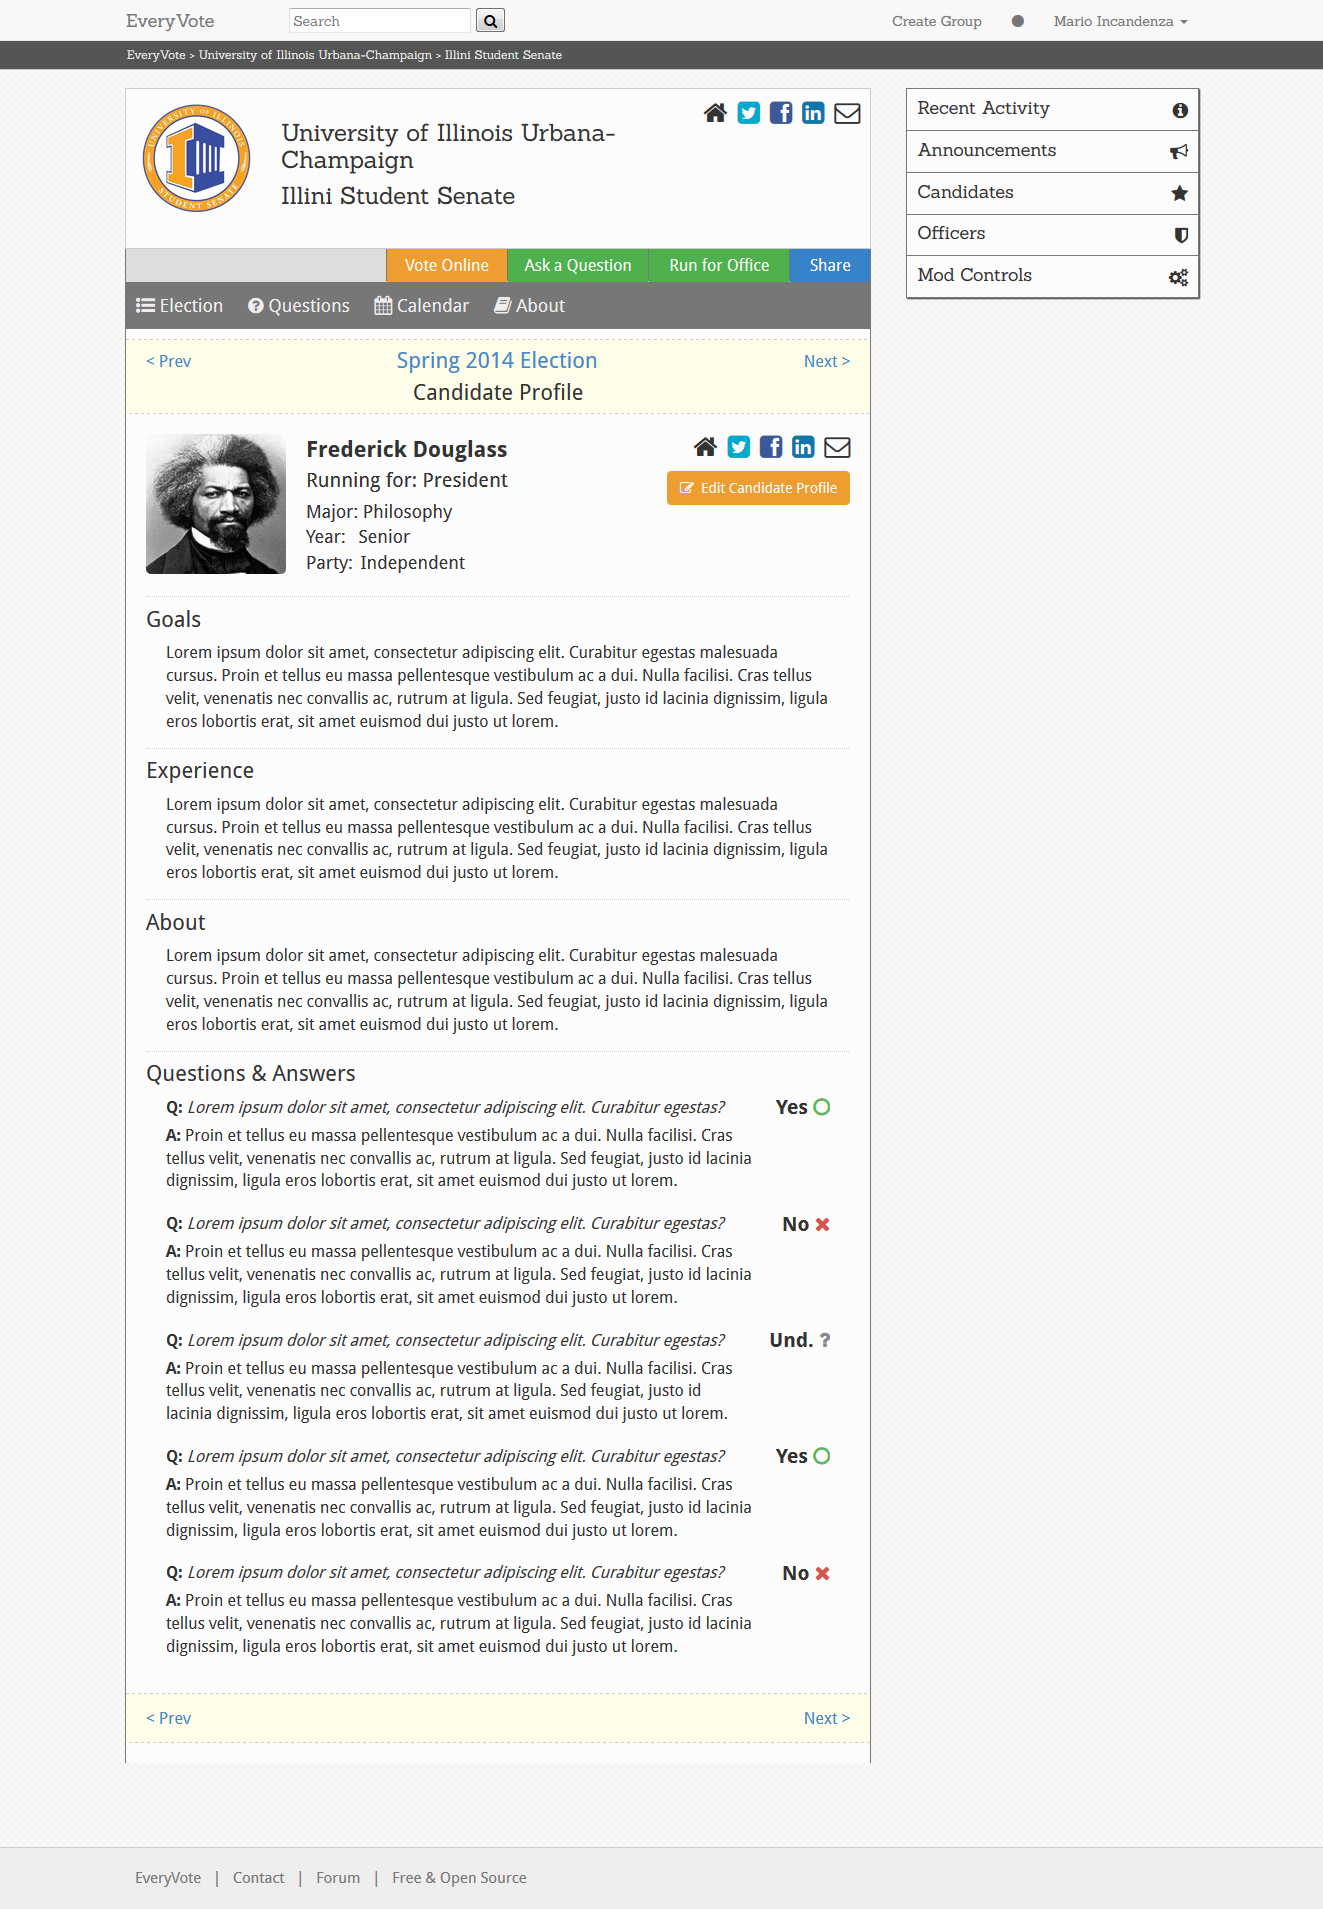 EveryVote
Search
Create Group
Mario Incandenza
EveryVote > University of Illinois Urbana-Champaign > Illini Student Senate
UNIVERSITY OF ILLINOIS
STUDENT SENATE
University of Illinois Urbana-
Champaign
Illini Student Senate
Recent Activity
Announcements
Candidates
Officers
Mod Controls
Vote Online
Ask a Question
Run for Office
Share
Election
Questions
Calendar
About
< Prev
Spring 2014 Election
Next >
Candidate Profile
Frederick Douglass
Running for: President
Edit Candidate Profile
Major: Philosophy
Year: Senior
Party: Independent
Goals
Lorem ipsum dolor sit amet, consectetur adipiscing elit. Curabitur egestas malesuada
cursus. Proin et tellus eu massa pellentesque vestibulum ac a dui. Nulla facilisi. Cras tellus
velit, venenatis nec convallis ac, rutrum at ligula. Sed feugiat, justo id lacinia dignissim, ligula
eros lobortis erat, sit amet euismod dui justo ut lorem.
Experience
Lorem ipsum dolor sit amet, consectetur adipiscing elit. Curabitur egestas malesuada
cursus. Proin et tellus eu massa pellentesque vestibulum ac a dui. Nulla facilisi. Cras tellus
velit, venenatis nec convallis ac, rutrum at ligula. Sed feugiat, justo id lacinia dignissim, ligula
eros lobortis erat, sit amet euismod dui justo ut lorem.
About
Lorem ipsum dolor sit amet, consectetur adipiscing elit. Curabitur egestas malesuada
cursus. Proin et tellus eu massa pellentesque vestibulum ac a dui. Nulla facilisi. Cras tellus
velit, venenatis nec convallis ac, rutrum at ligula. Sed feugiat, justo id lacinia dignissim, ligula
eros lobortis erat, sit amet euismod dui justo ut lorem.
Questions & Answers
Q: Lorem ipsum dolor sit amet, consectetur adipiscing elit. Curabitur egestas?
Yes
A: Proin et tellus eu massa pellentesque vestibulum ac a dui. Nulla facilisi. Cras
tellus velit, venenatis nec convallis ac, rutrum at ligula. Sed feugiat, justo id lacinia
dignissim, ligula eros lobortis erat, sit amet euismod dui justo ut lorem.
Q: Lorem ipsum dolor sit amet, consectetur adipiscing elit. Curabitur egestas?
No
A: Proin et tellus eu massa pellentesque vestibulum ac a dui. Nulla facilisi. Cras
tellus velit, venenatis nec convallis ac, rutrum at ligula. Sed feugiat, justo id lacinia
dignissim, ligula eros lobortis erat, sit amet euismod dui justo ut lorem.
Q: Lorem ipsum dolor sit amet, consectetur adipiscing elit. Curabitur egestas?
Und. ?
A: Proin et tellus eu massa pellentesque vestibulum ac a dui. Nulla facilisi. Cras
tellus velit, venenatis nec convallis ac, rutrum at ligula. Sed feugiat, justo id
lacinia dignissim, ligula eros lobortis erat, sit amet euismod dui justo ut lorem.
Q: Lorem ipsum dolor sit amet, consectetur adipiscing elit. Curabitur egestas?
Yes
A: Proin et tellus eu massa pellentesque vestibulum ac a dui. Nulla facilisi. Cras
tellus velit, venenatis nec convallis ac, rutrum at ligula. Sed feugiat, justo id lacinia
dignissim, ligula eros lobortis erat, sit amet euismod dui justo ut lorem.
Q: Lorem ipsum dolor sit amet, consectetur adipiscing elit. Curabitur egestas?
No
A: Proin et tellus eu massa pellentesque vestibulum ac a dui. Nulla facilisi. Cras
tellus velit, venenatis nec convallis ac, rutrum at ligula. Sed feugiat, justo id lacinia
dignissim, ligula eros lobortis erat, sit amet euismod dui justo ut lorem.
< Prev
Next >
EveryVote | Contact | Forum | Free & Open Source